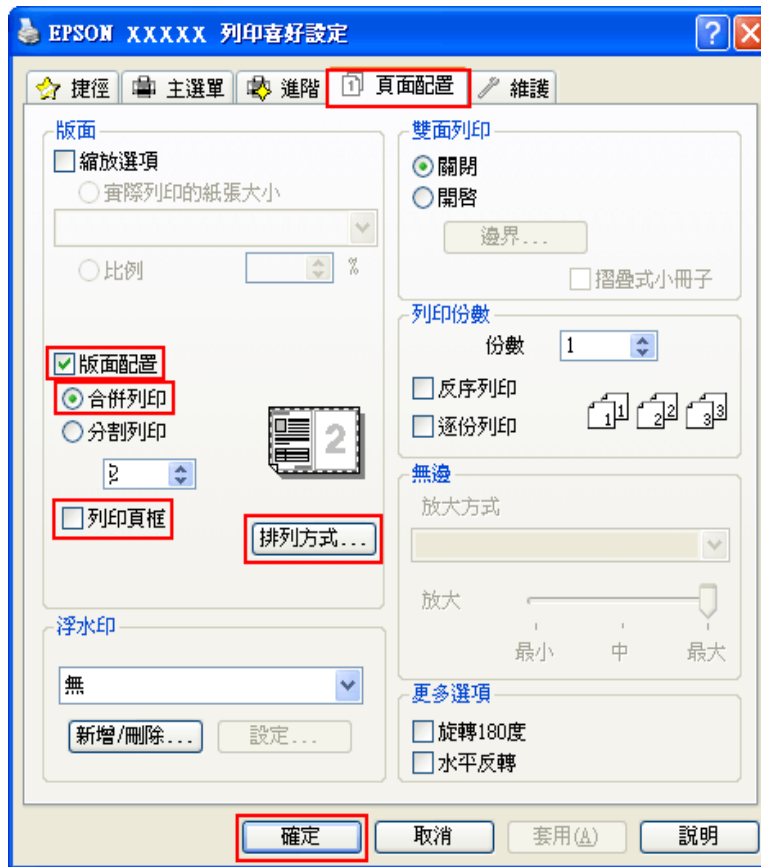 EPSON XXXXX 列印喜好設定
捷徑 主選單 進階 頁面配置 維護
版面
縮放選項
實際列印的紙張大小
比例 %
版面配置
合併列印
分割列印
2
列印頁框
排列方式...
浮水印
無
新增/刪除... 設定...
雙面列印
關閉
開啓
邊界...
摺疊式小冊子
列印份數
份數 1
反序列印
逐份列印
無邊
放大方式
放大
最小 中 最大
更多選項
旋轉180度
水平反轉
確定 取消 套用(A) 說明